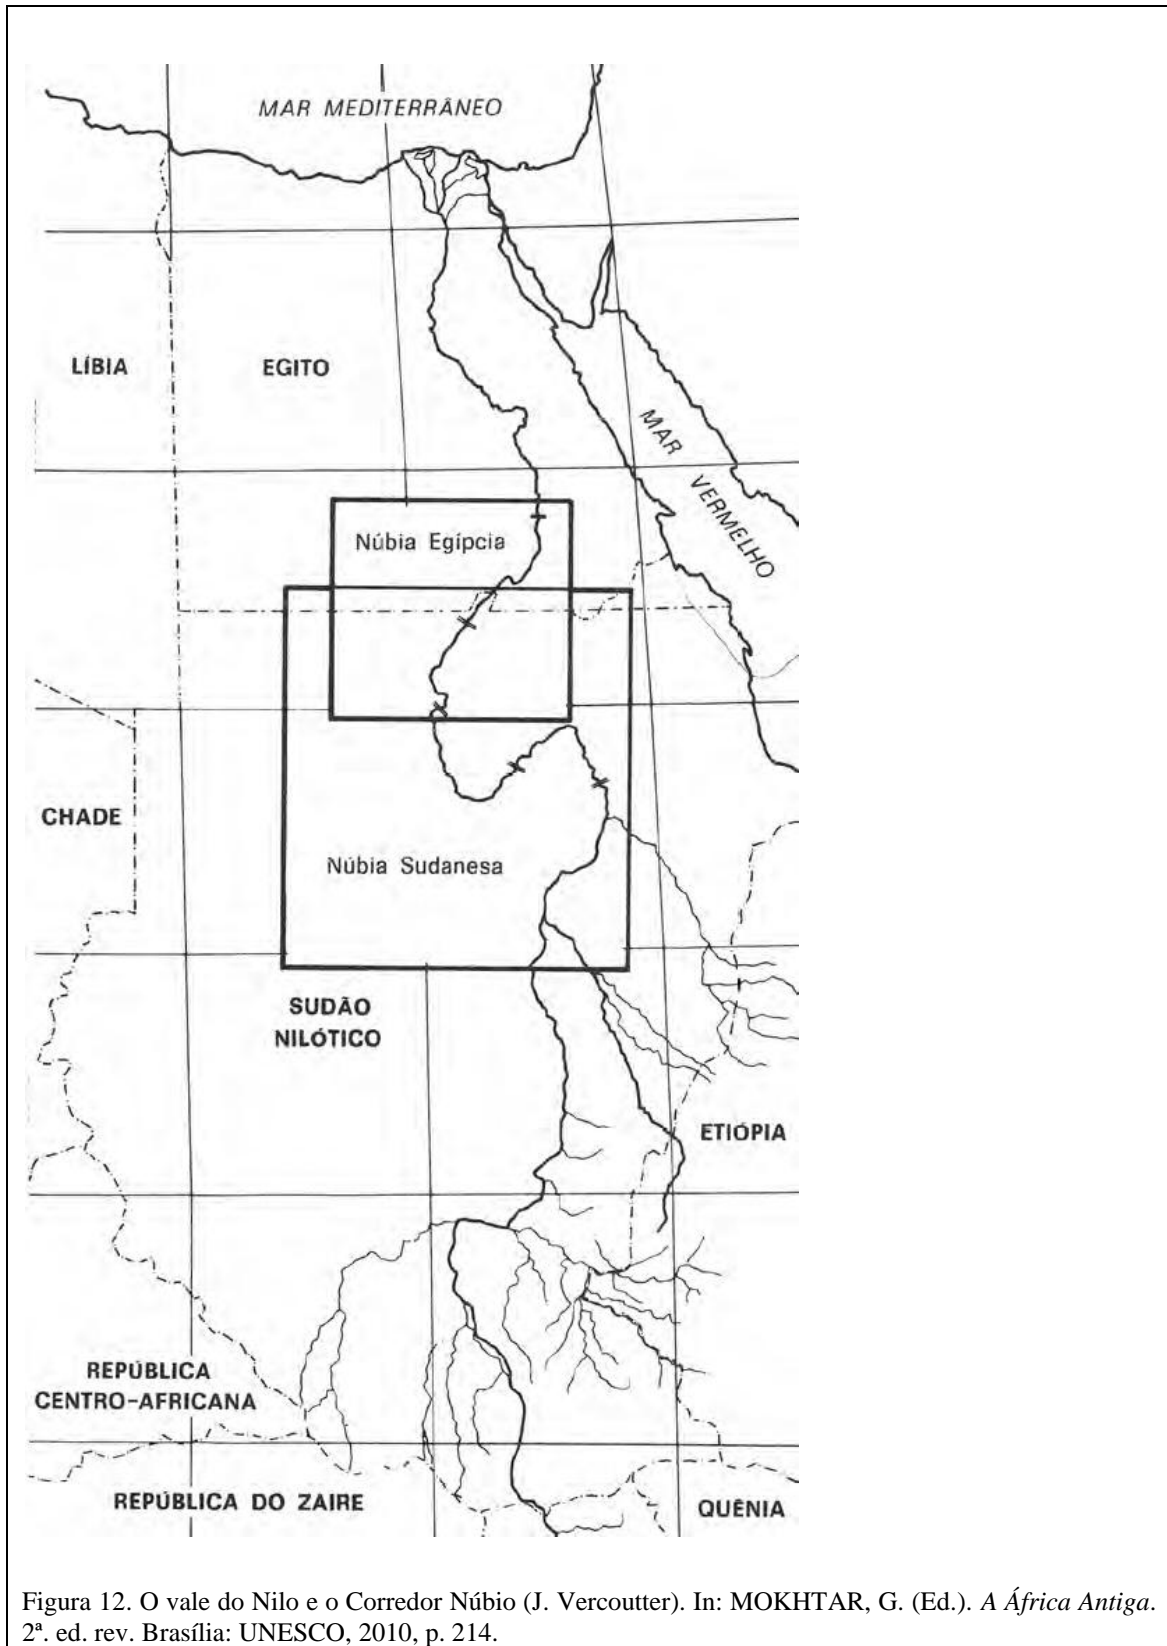 MAR MEDITERRÂNEO
LÍBIA
EGITO
MAR VERMELHO
Núbia Egípcia
CHADE
Núbia Sudanesa
SUDÃO
NILÓTICO
ETIÓPIA
REPÚBLICA
CENTRO-AFRICANA
REPÚBLICA DO ZAIRE
QUÊNIA
Figura 12. O vale do Nilo e o Corredor Núbio (J. Vercoutter). In: MOKHTAR, G. (Ed.). A África Antiga.
2ª. ed. rev. Brasília: UNESCO, 2010, p. 214.